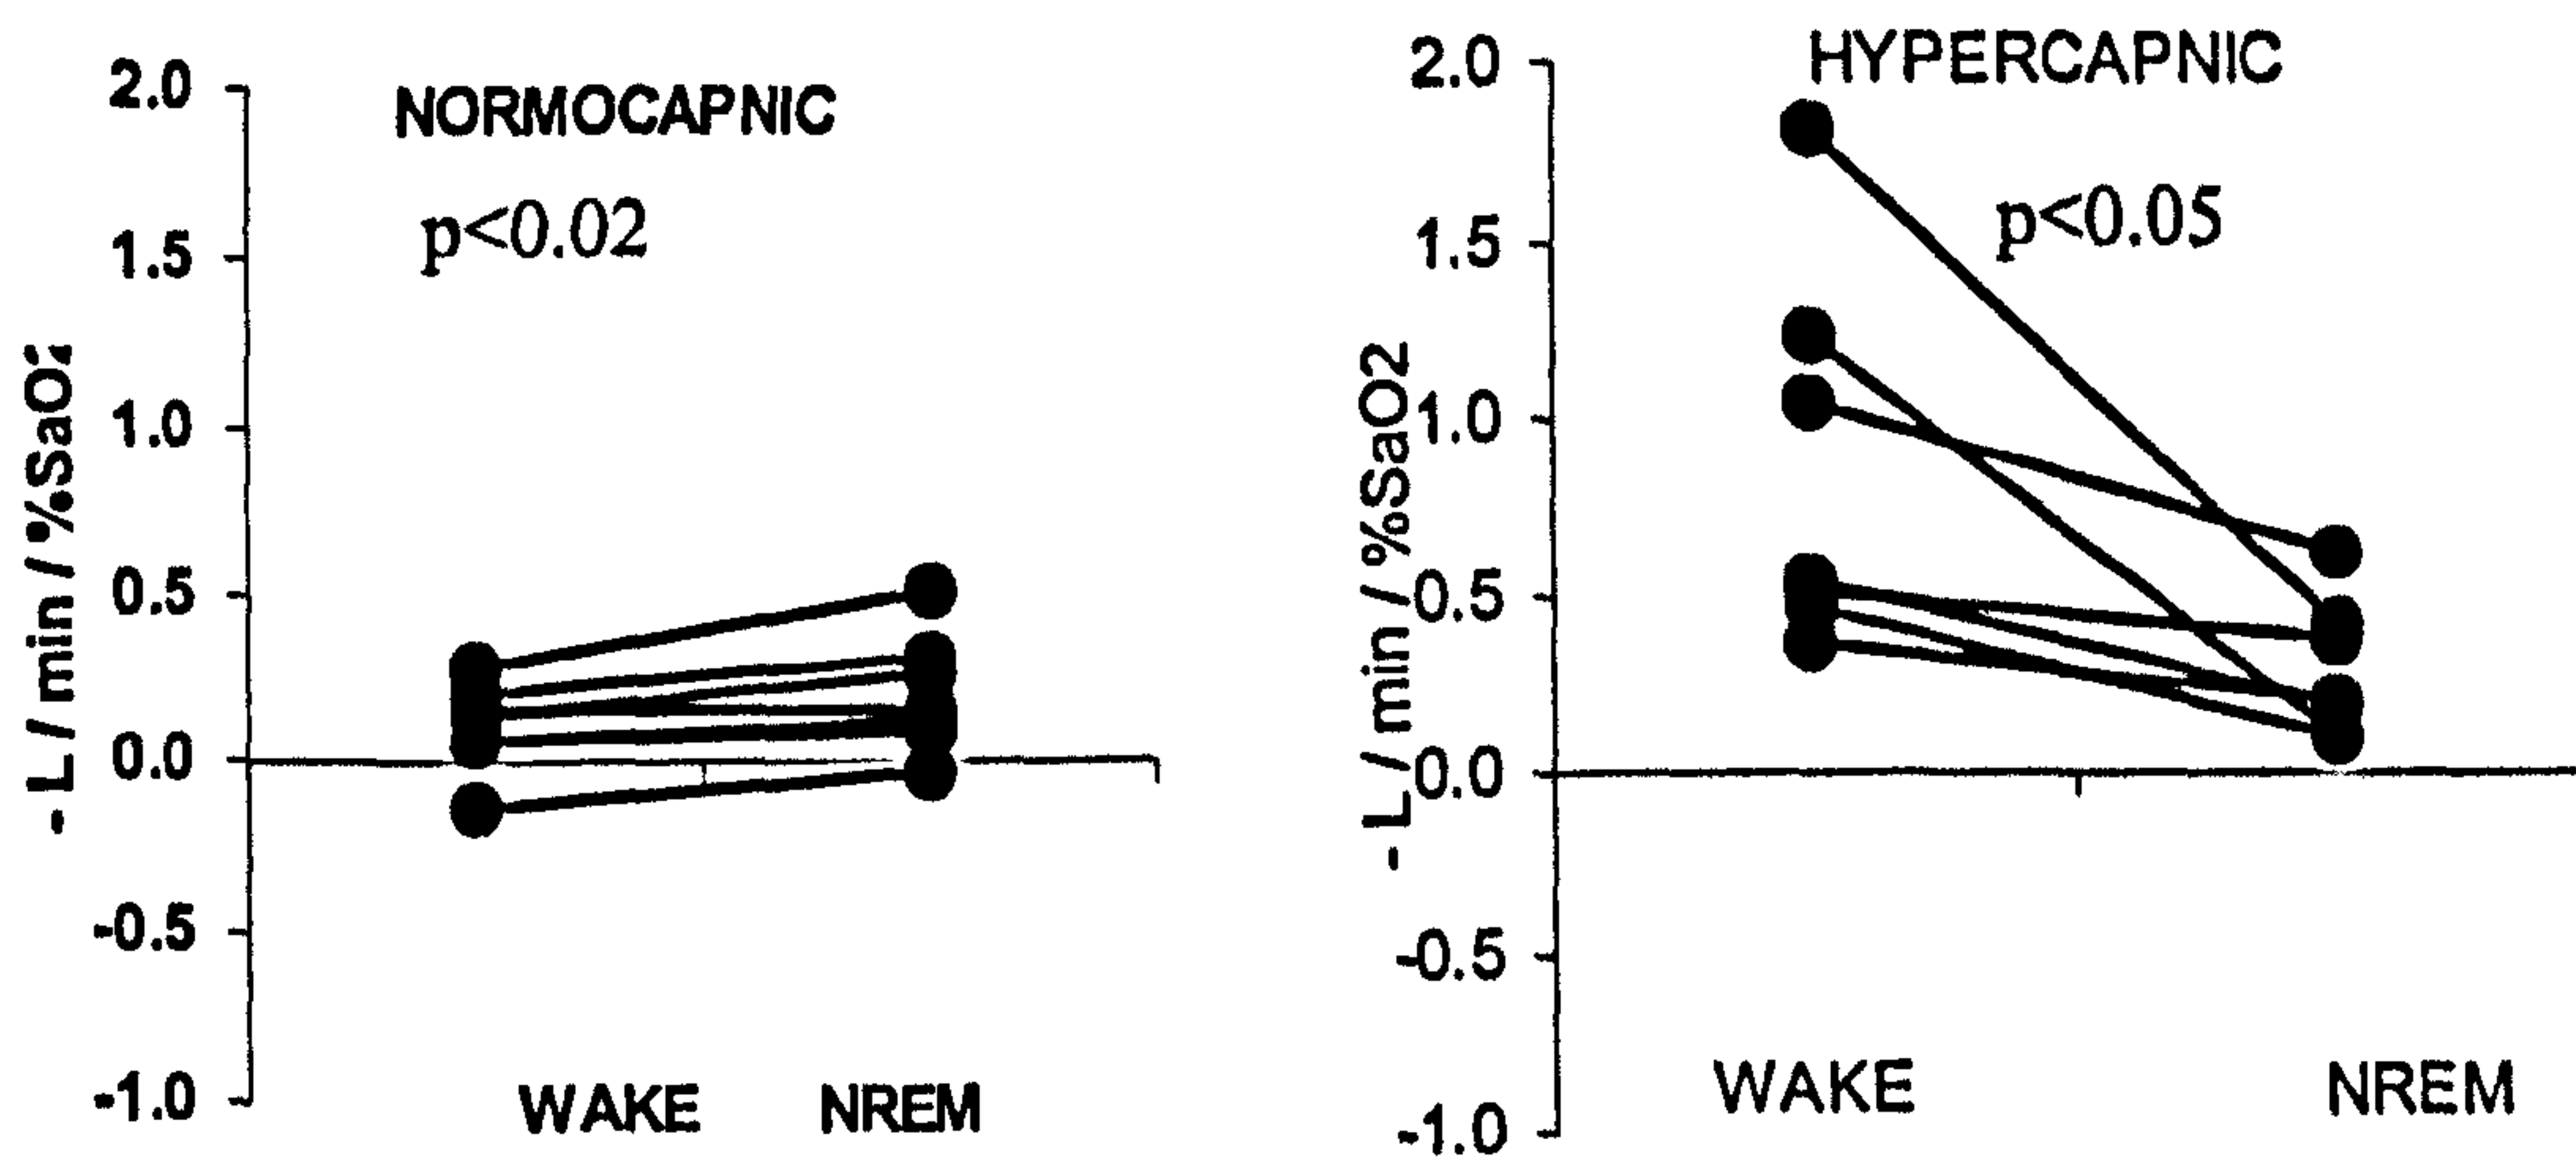 NORMOCAPNIC
p<0.02
2.0
1.5
1.0
0.5
0.0
-0.5
-1.0
- L / min / %SaO2
WAKE NREM
HYPERCAPNIC
p<0.05
2.0
1.5
1.0
0.5
0.0
-0.5
-1.0
- L / min / %SaO2
WAKE NREM